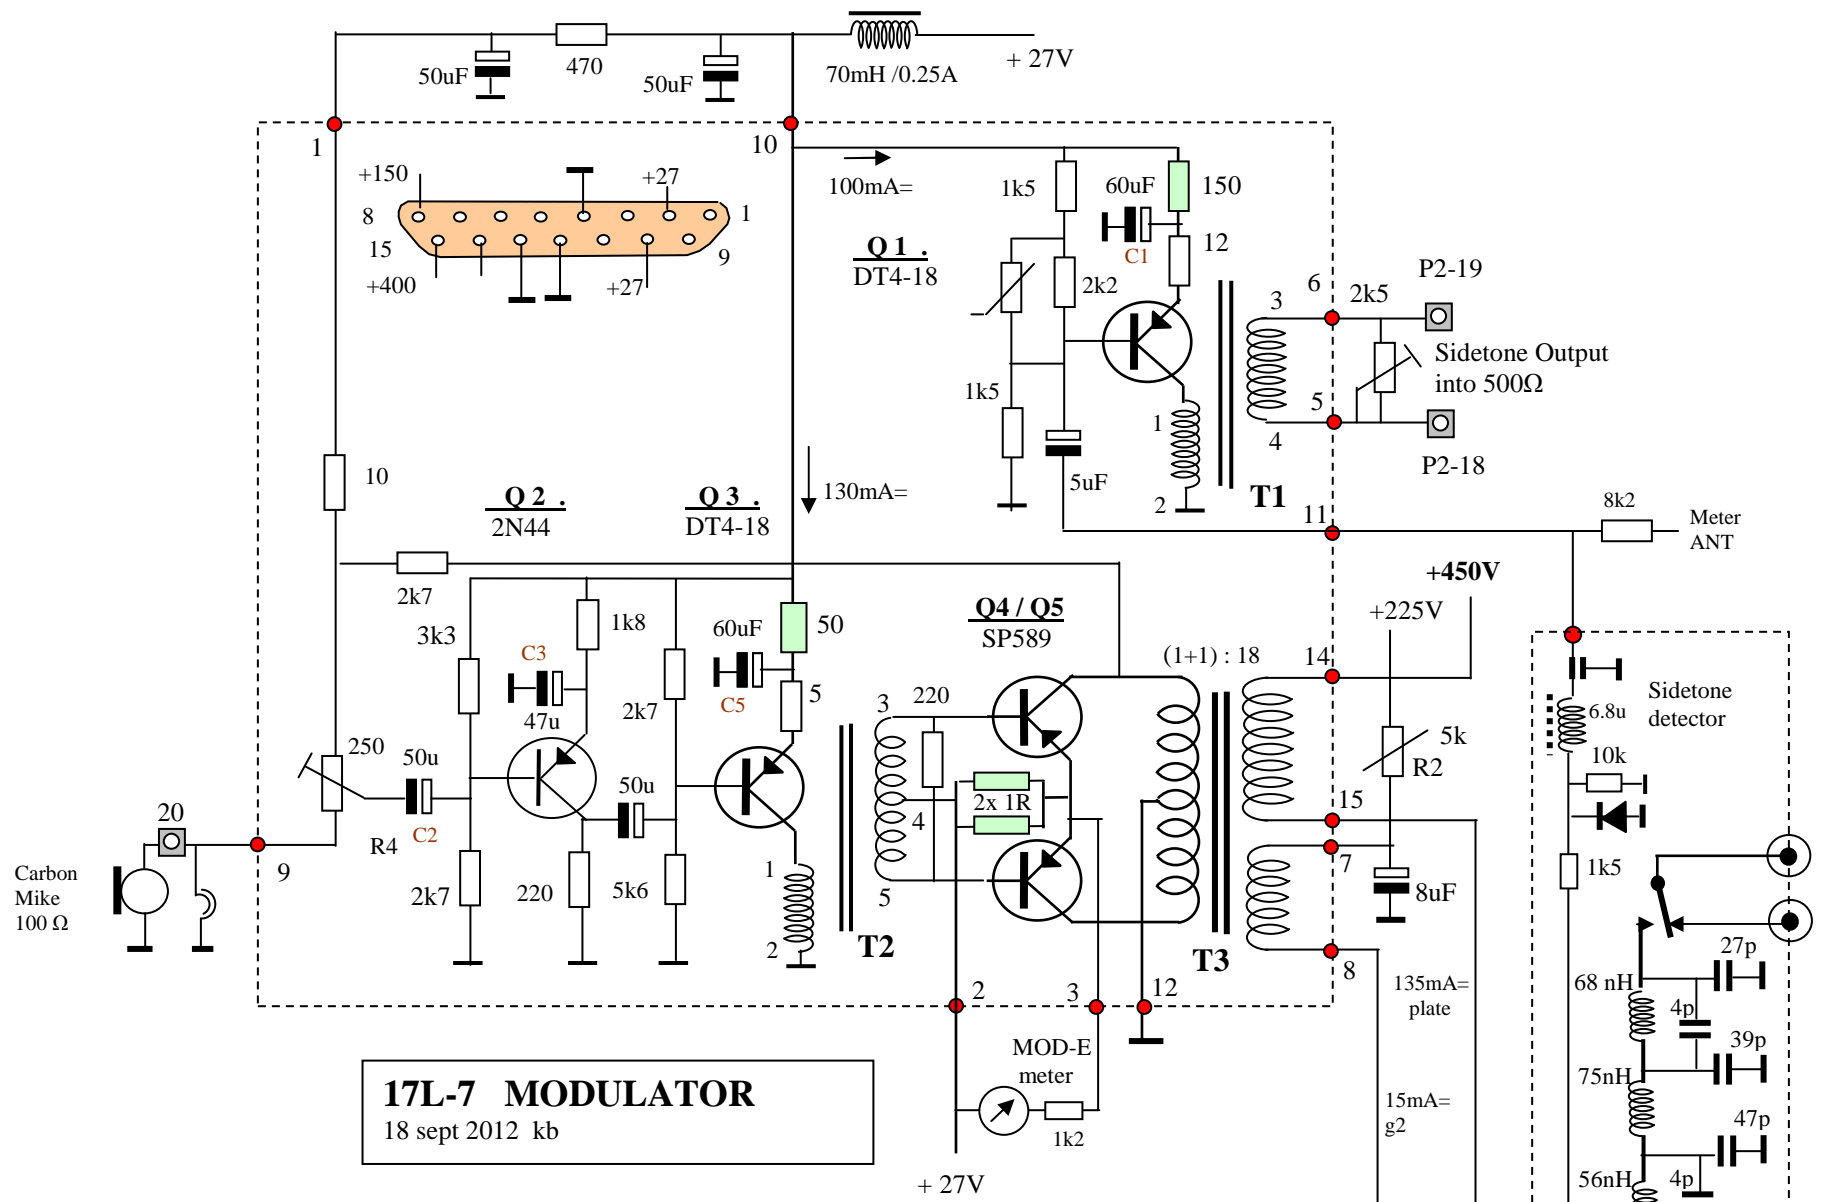 50uF
470
50uF
70mH /0.25A
+ 27V
1
10
+150
+27
8
1
15
9
+400
+27
100mA=
1k5
60uF
150
C1
12
Q 1 .
DT4-18
2k2
1k5
5uF
1
2
3
4
T1
6
5
2k5
P2-19
Sidetone Output
into 500Ω
P2-18
11
8k2
Meter
ANT
10
Q 2 .
2N44
Q 3 .
DT4-18
130mA=
2k7
3k3
1k8
C3
47u
2k7
60uF
C5
50
5
Q4 / Q5
SP589
(1+1) : 18
14
+450V
+225V
5k
R2
250
50u
C2
R4
50u
2k7
220
5k6
1
2
T2
3
220
4
5
2x 1R
T3
15
7
8uF
8
20
9
Carbon
Mike
100 Ω
2
3
12
MOD-E
meter
1k2
+ 27V
135mA=
plate
15mA=
g2
Sidetone
detector
6.8u
10k
1k5
27p
68 nH
4p
39p
75nH
47p
56nH
4p
17L-7 MODULATOR
18 sept 2012 kb